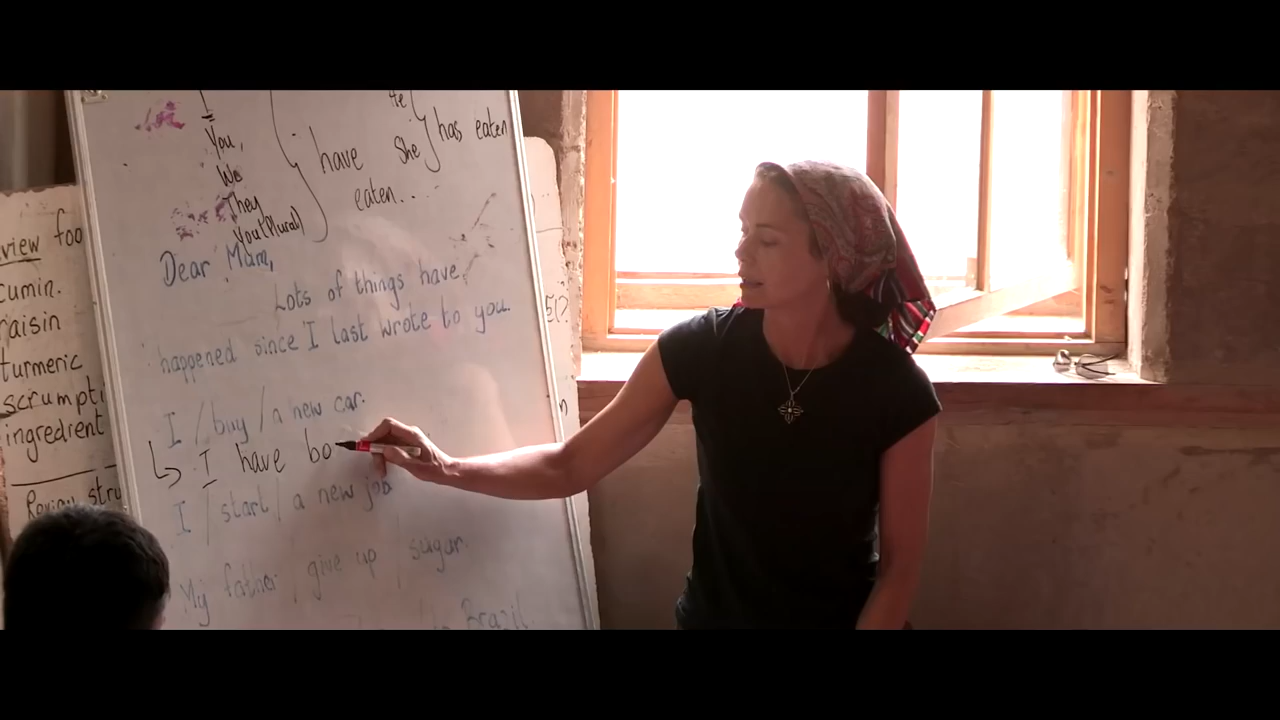 I
You,
We
They
You(Plural)
have
eaten...
He
She
has eaten
Dear Mum,
Lots of things have
happened since I last wrote to you.
I / buy / a new car.
I have bo
I / start / a new job
My father / give up / sugar.
to Brazil.
view foo
cumin.
raisin
turmeric
scrumpti
ingredient
Review stru